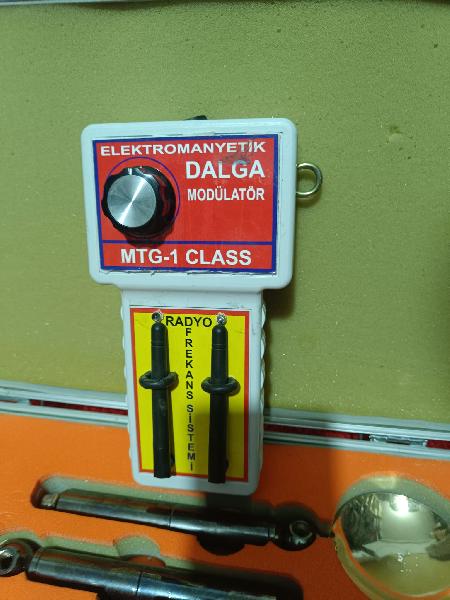 ELEKTROMANYETİK
DALGA
MODÜLATÖR
MTG-1 CLASS
RADYO
FREKANS SİSTEMİ